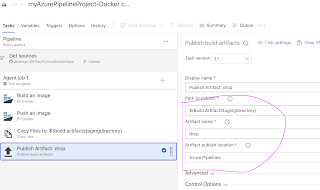 myAzurePipelineProject-Docker c...
Tasks Variables Triggers Options History
Save & queue Discard Summary Queue
Pipeline
Build pipeline
Get sources
master
Agent job 1
Run on agent
Build an image
Docker
Push an image
Docker
Copy Files to: $(build.artifactstagingdirectory)
Copy files
Publish Artifact: drop
Publish build artifacts
Publish build artifacts
Link settings
Task version
1.*
Display name *
Publish Artifact: drop
Path to publish *
$(Build.ArtifactStagingDirectory)
Artifact name *
drop
Artifact publish location *
Azure Pipelines
Advanced
Control Options